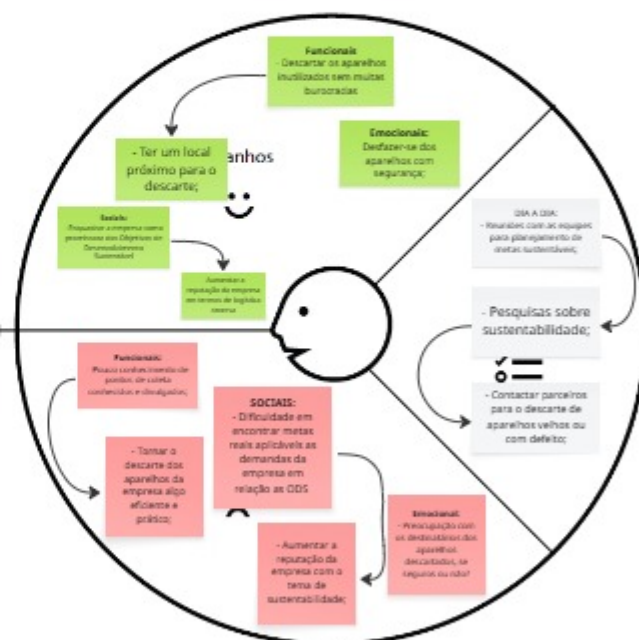 Funcionais
- Descartar os aparelhos
inutilizados sem muitas
burocracias
Emocionais:
Desfazer-se dos
aparelhos com
segurança;
- Ter um local
próximo para o
descarte;
anhos
Sociais:
- Enquadrar a empresa como
dos Objetivos de
Desenvolvimento
Sustentável
Aumentar a
reputação da empresa
em termos de logística
reversa
DIA A DIA:
- Reuniões com as equipes
para planejamento de
metas sustentáveis;
- Pesquisas sobre
sustentabilidade;
- Contactar parceiros
para o descarte de
aparelhos velhos ou
com defeito;
Funcionais:
- Pouco conhecimento de
pontos de coleta
conhecidos e divulgados;
- Tornar o
descarte dos
aparelhos da
empresa algo
eficiente e
prático;
SOCIAIS:
- Dificuldade em
encontrar metas
reais aplicáveis as
demandas da
empresa em
relação as ODS
- Aumentar a
reputação da
empresa com o
tema de
sustentabilidade;
Emocional:
- Preocupação com
os destinatários dos
aparelhos
descartados, se
seguros ou não?